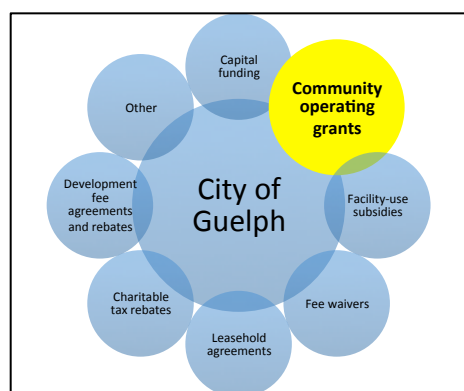 Capital
funding
Community
operating
grants
Other
Development
fee
agreements
and rebates
City of
Guelph
Facility-use
subsidies
Charitable
tax rebates
Fee waivers
Leasehold
agreements